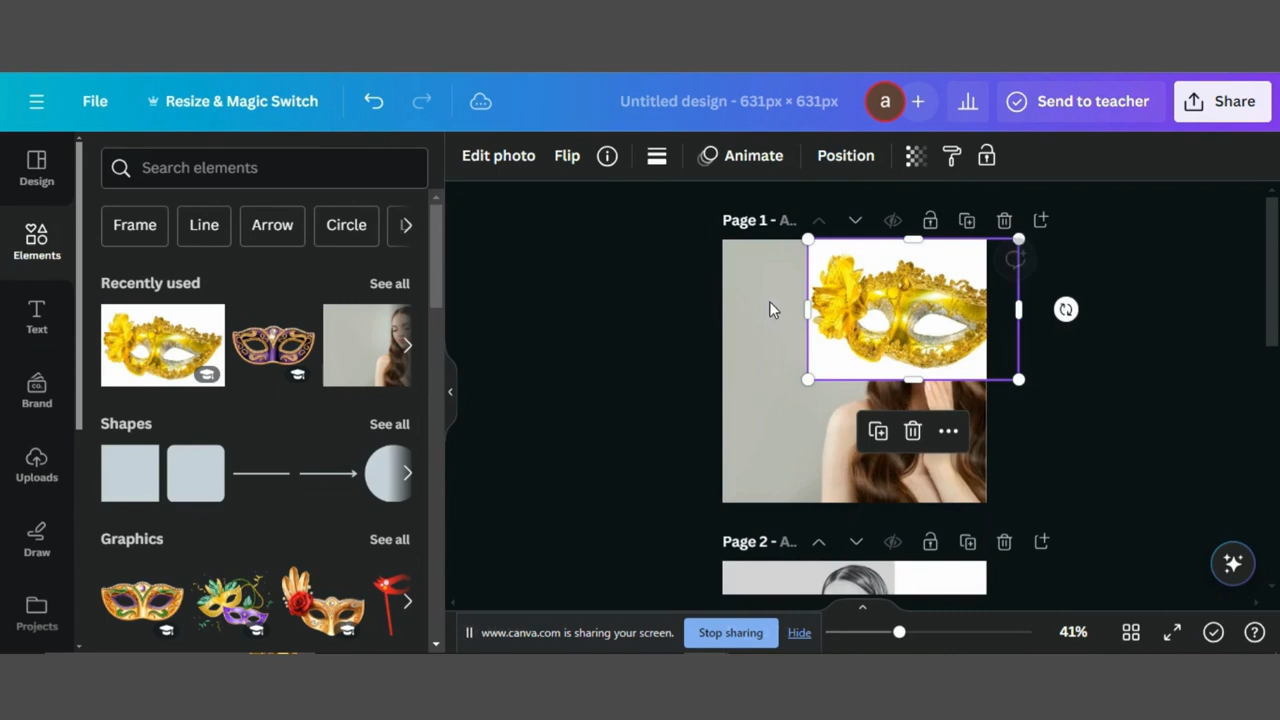 File
Resize & Magic Switch
Untitled design - 631px × 631px
a
Send to teacher
Share
Design
Elements
Text
Brand
Uploads
Draw
Projects
Search elements
Frame
Line
Arrow
Circle
Recently used
See all
Shapes
See all
Graphics
See all
Edit photo
Flip
Animate
Position
Page 1 - A..
Page 2 - A..
www.canva.com is sharing your screen.
Stop sharing
Hide
41%